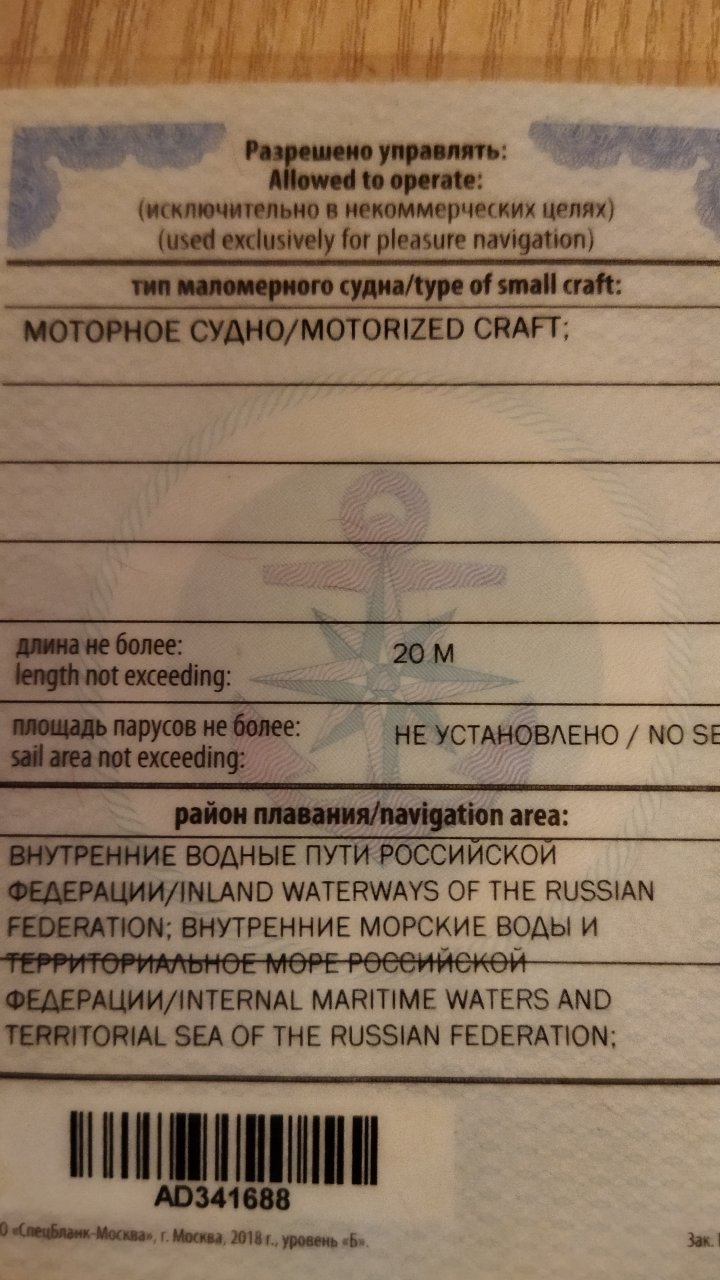 Разрешено управлять:
Allowed to operate:
(исключительно в некоммерческих целях)
(used exclusively for pleasure navigation)
тип маломерного судна/type of small craft:
МОТОРНОЕ СУДНО/MOTORIZED CRAFT;
длина не более:
length not exceeding:
20 М
площадь парусов не более:
sail area not exceeding:
НЕ УСТАНОВЛЕНО / NO SE
район плавания/navigation area:
ВНУТРЕННИЕ ВОДНЫЕ ПУТИ РОССИЙСКОЙ
ФЕДЕРАЦИИ/INLAND WATERWAYS OF THE RUSSIAN
FEDERATION; ВНУТРЕННИЕ МОРСКИЕ ВОДЫ И
ТЕРРИТОРИАЛЬНОЕ МОРЕ РОССИЙСКОЙ
ФЕДЕРАЦИИ/INTERNAL MARITIME WATERS AND
TERRITORIAL SEA OF THE RUSSIAN FEDERATION;
AD341688
О «СпецБланк-Москва», г. Москва, 2018 г., уровень «Б».
Зак.